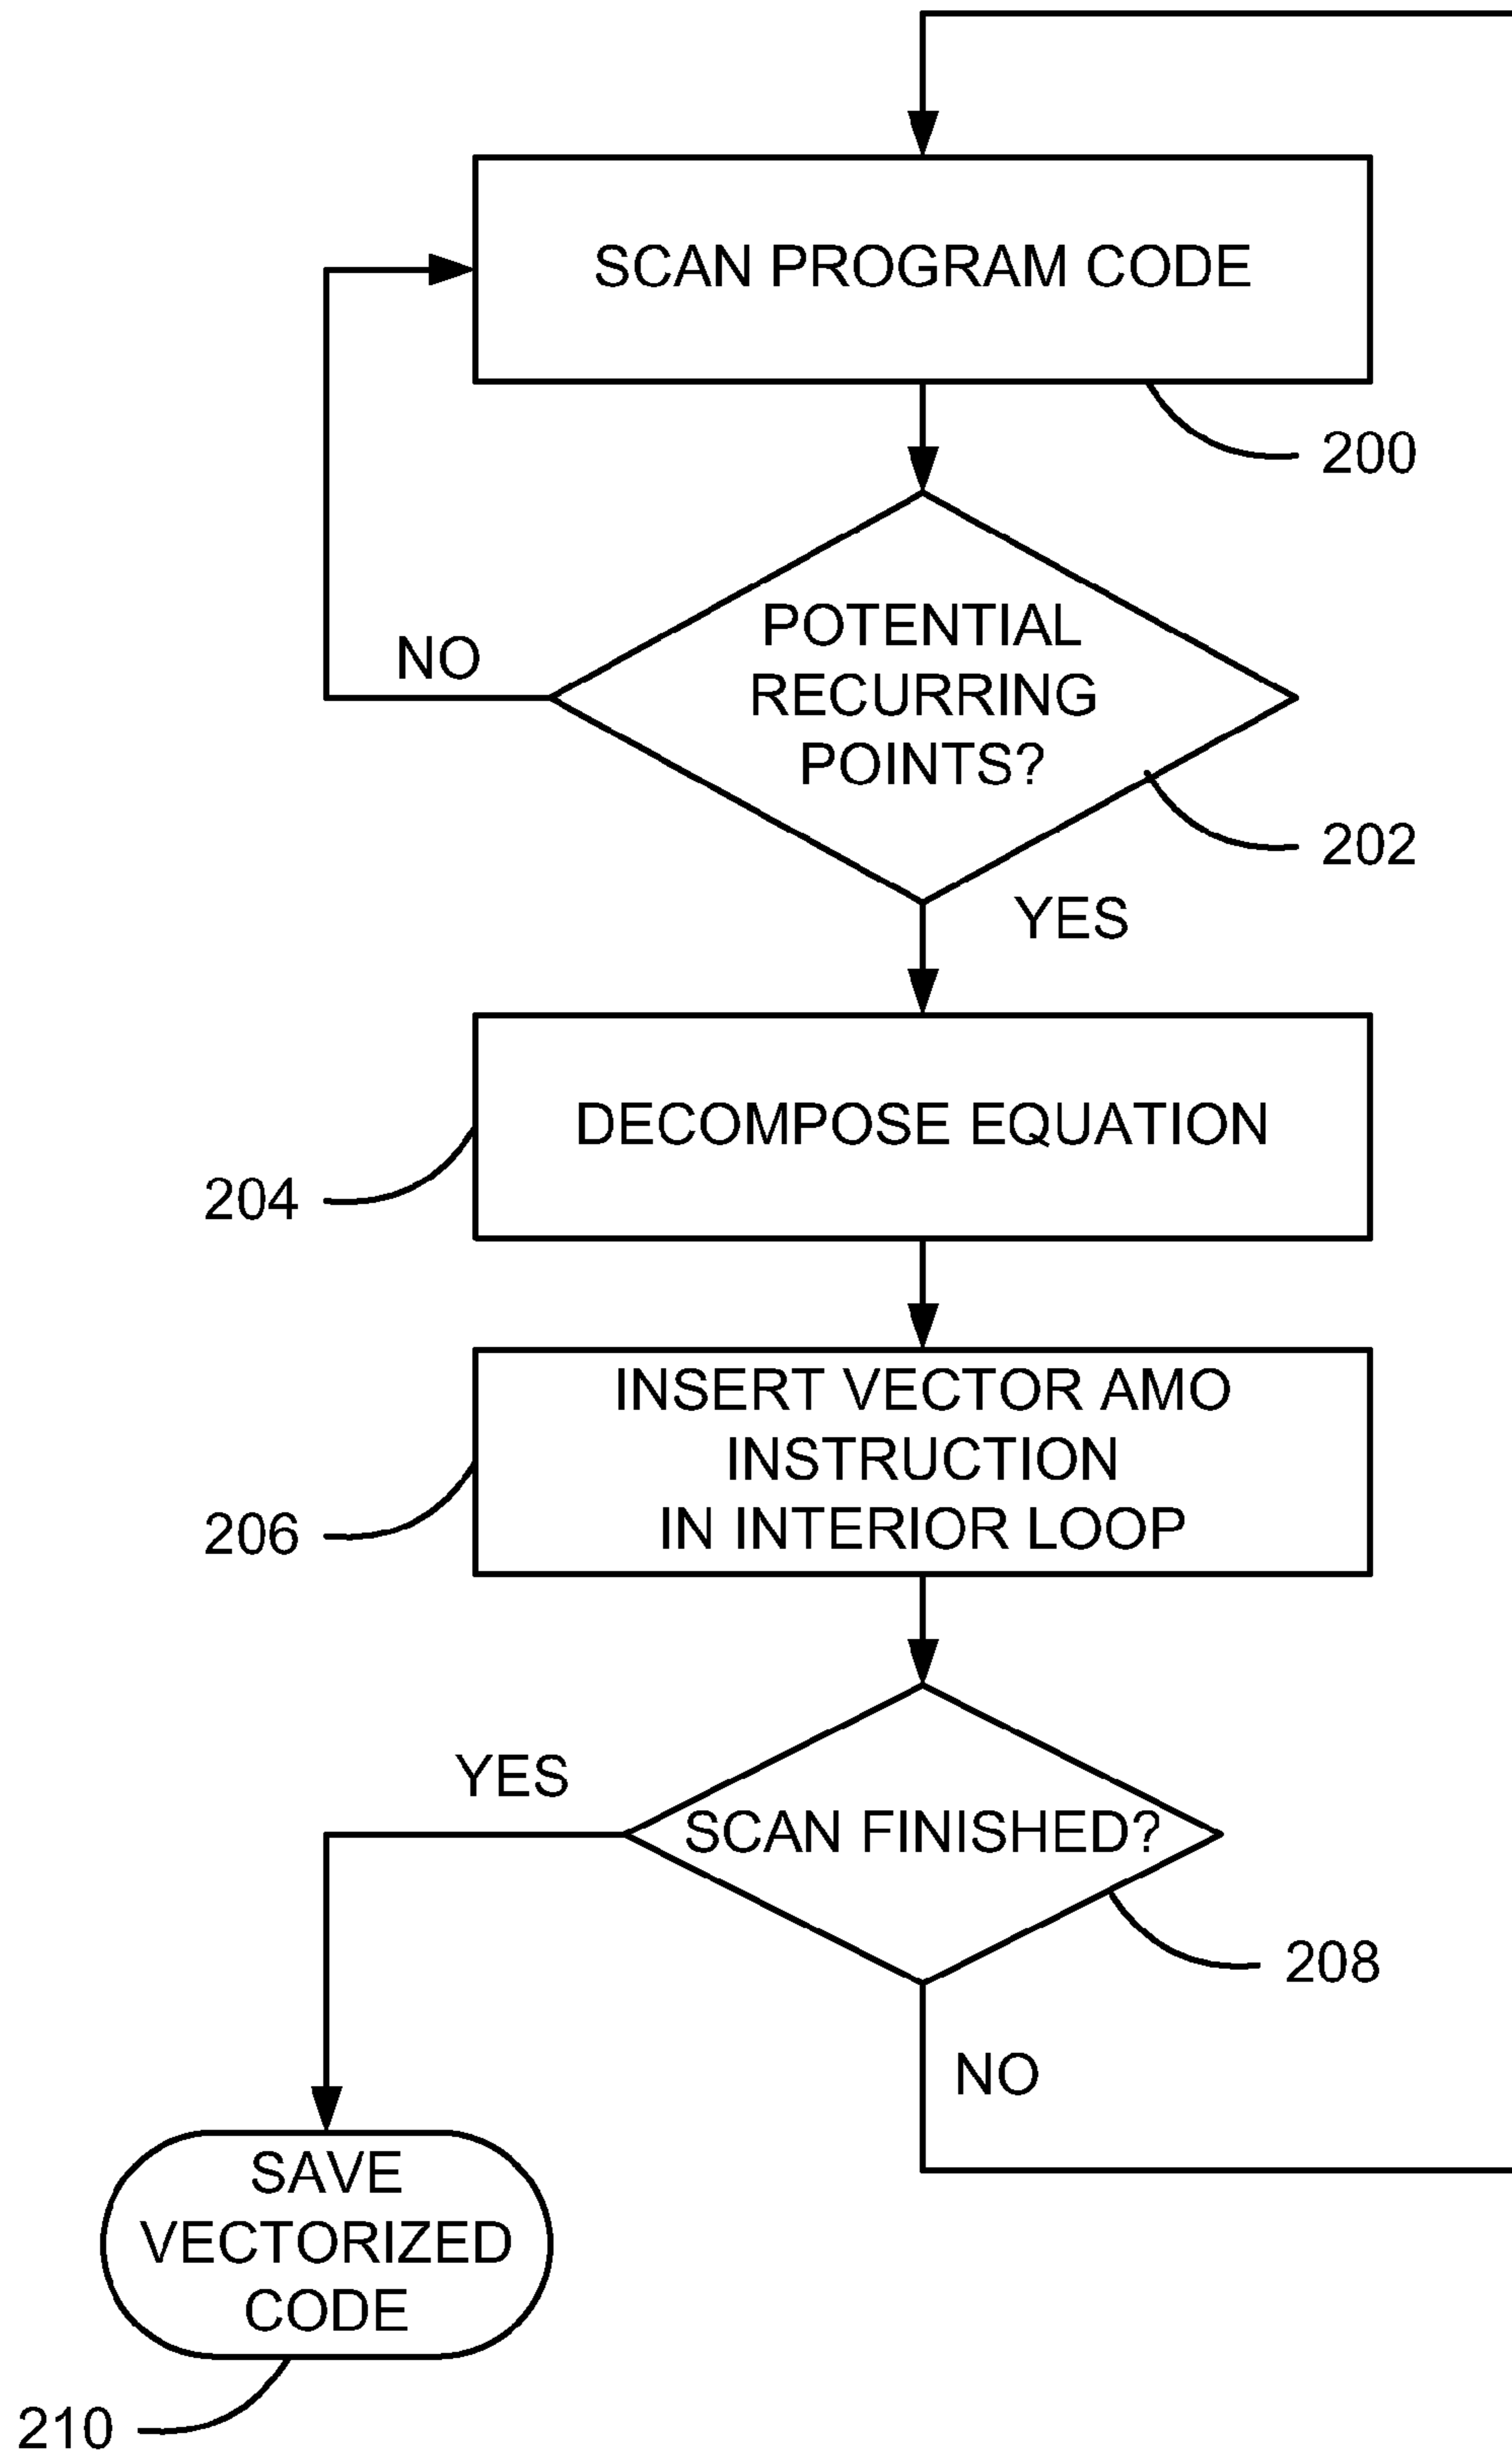 SCAN PROGRAM CODE
200
POTENTIAL
RECURRING
POINTS?
NO
202
YES
DECOMPOSE EQUATION
204
INSERT VECTOR AMO
INSTRUCTION
IN INTERIOR LOOP
206
YES
SCAN FINISHED?
208
NO
SAVE
VECTORIZED
CODE
210